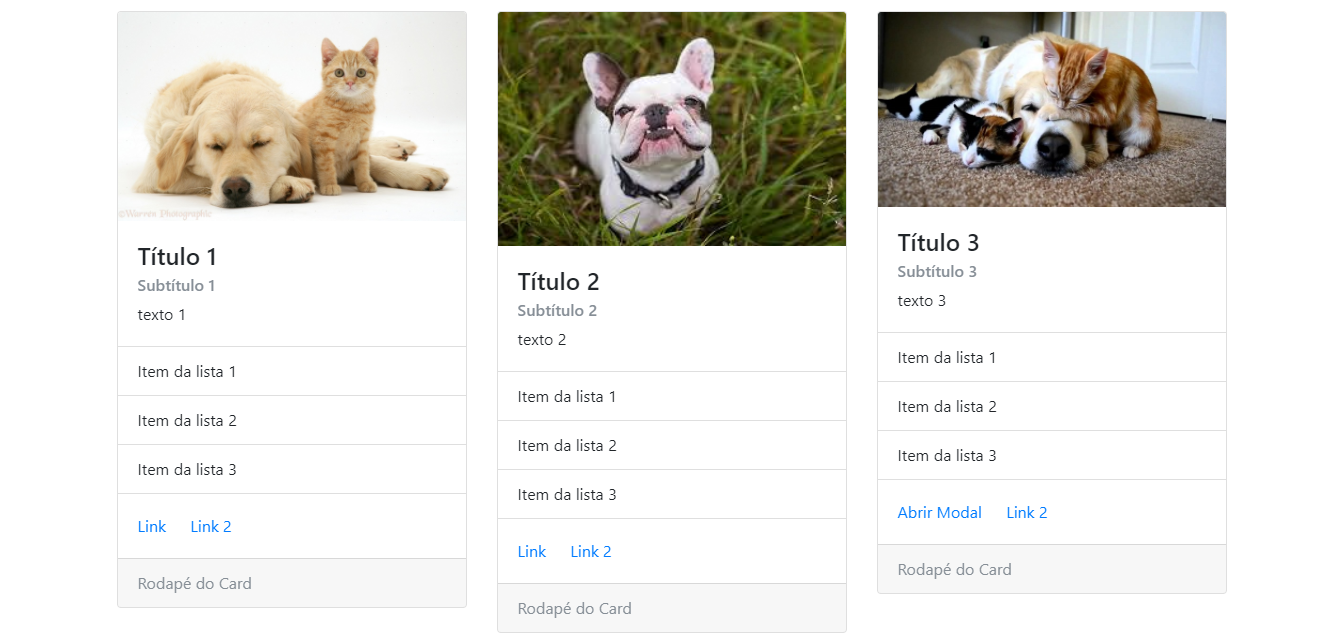 ©Warren Photographic
Título 1
Subtítulo 1
texto 1
Item da lista 1
Item da lista 2
Item da lista 3
Link Link 2
Rodapé do Card
Título 2
Subtítulo 2
texto 2
Item da lista 1
Item da lista 2
Item da lista 3
Link Link 2
Rodapé do Card
Título 3
Subtítulo 3
texto 3
Item da lista 1
Item da lista 2
Item da lista 3
Abrir Modal Link 2
Rodapé do Card